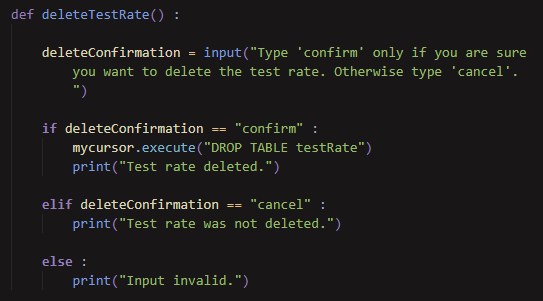 def deleteTestRate() :
deleteConfirmation = input("Type 'confirm' only if you are sure
you want to delete the test rate. Otherwise type 'cancel'.
")
if deleteConfirmation == "confirm" :
mycursor.execute("DROP TABLE testRate")
print("Test rate deleted.")
elif deleteConfirmation == "cancel" :
print("Test rate was not deleted.")
else :
print("Input invalid.")